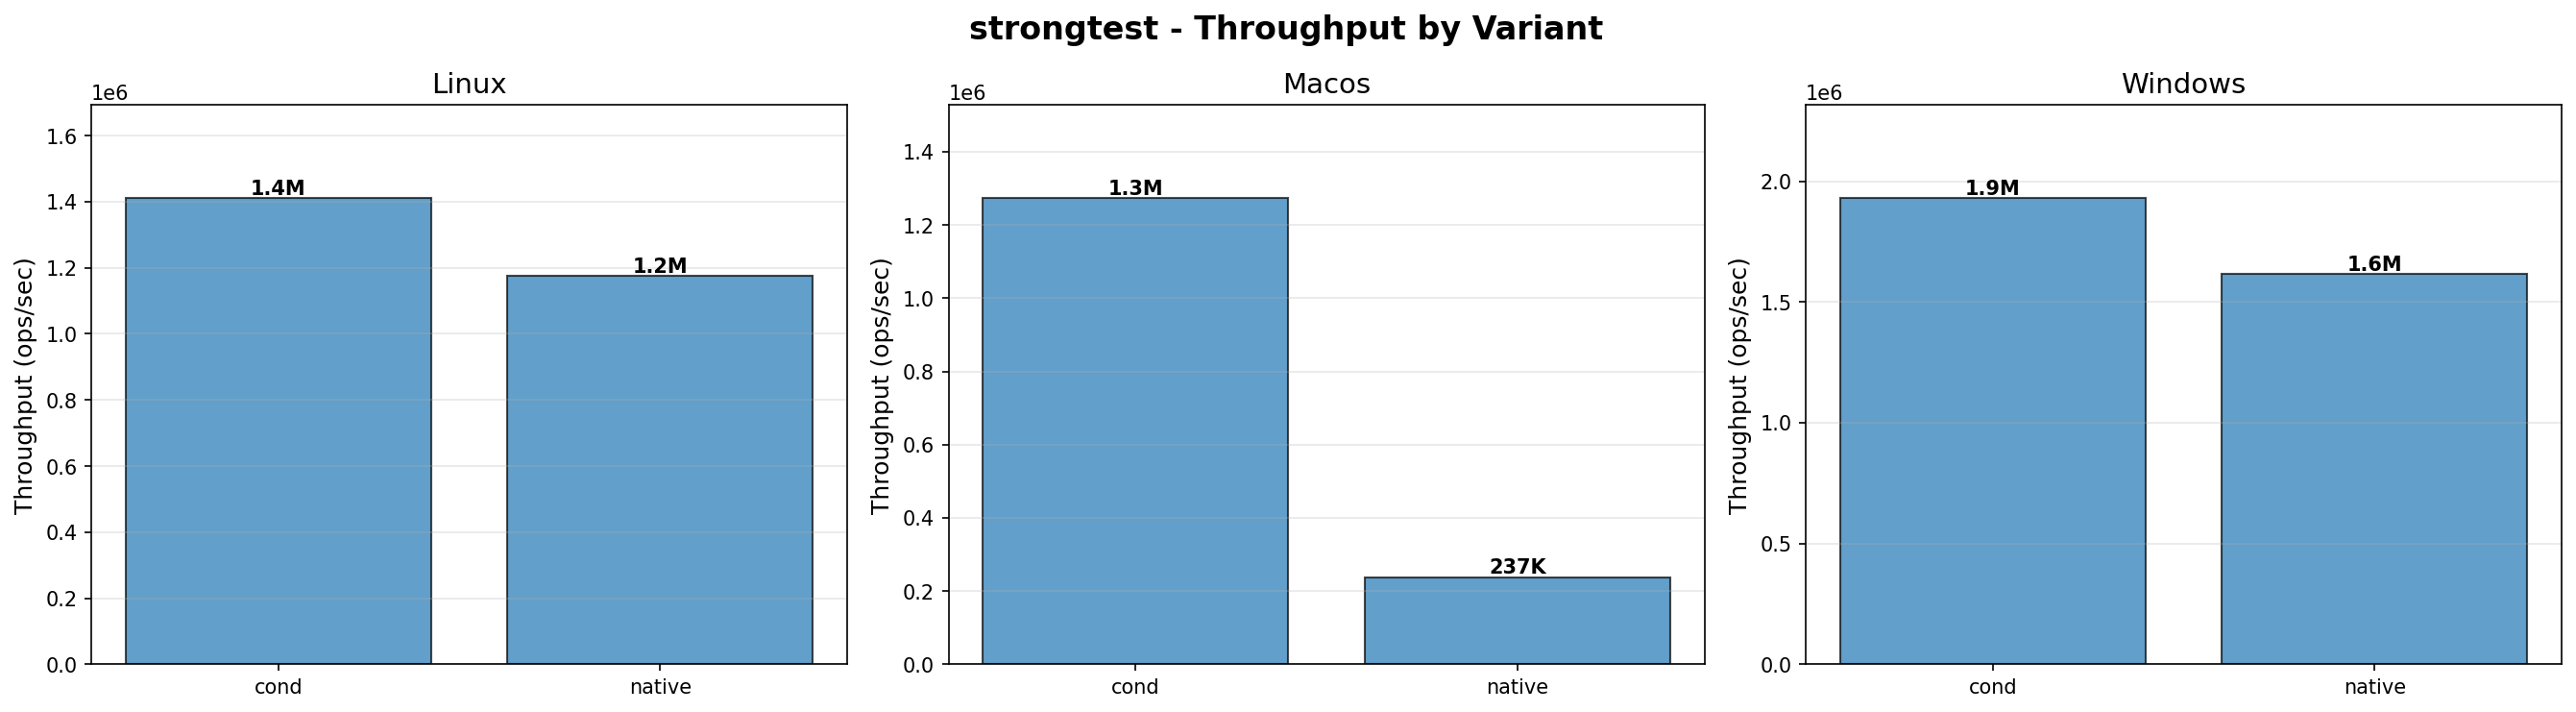 strongtest - Throughput by Variant
Linux
1e6
Throughput (ops/sec)
1.6
1.4
1.2
1.0
0.8
0.6
0.4
0.2
0.0
1.4M
1.2M
cond
native
Macos
1e6
Throughput (ops/sec)
1.4
1.2
1.0
0.8
0.6
0.4
0.2
0.0
1.3M
237K
cond
native
Windows
1e6
Throughput (ops/sec)
2.0
1.5
1.0
0.5
0.0
1.9M
1.6M
cond
native